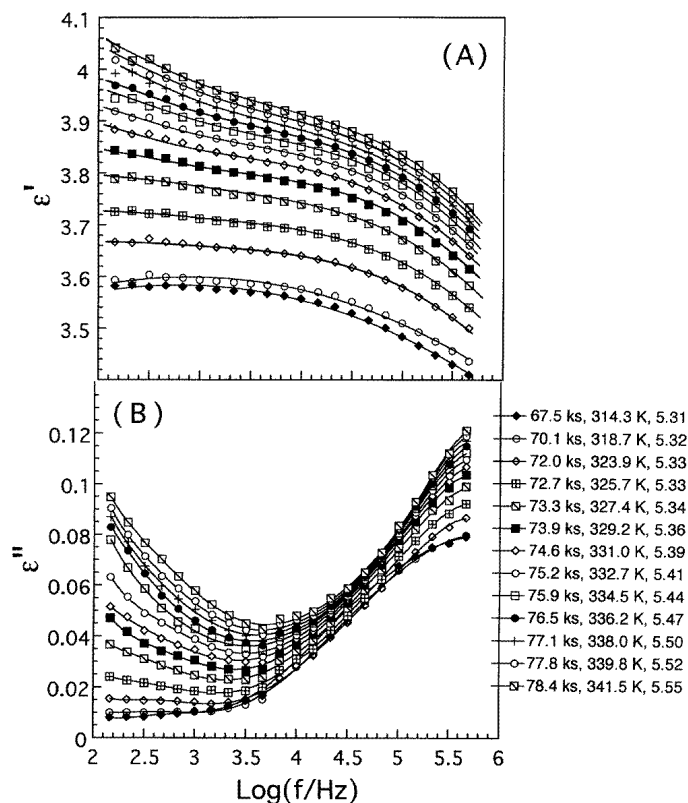 4.1
(A)
4
3.9
3.8
ε'
3.7
3.6
3.5
(B)
0.12
0.1
0.08
ε"
0.06
0.04
0.02
0
2 2.5 3 3.5 4 4.5 5 5.5 6
Log(f/Hz)
67.5 ks, 314.3 K, 5.31
70.1 ks, 318.7 K, 5.32
72.0 ks, 323.9 K, 5.33
72.7 ks, 325.7 K, 5.33
73.3 ks, 327.4 K, 5.34
73.9 ks, 329.2 K, 5.36
74.6 ks, 331.0 K, 5.39
75.2 ks, 332.7 K, 5.41
75.9 ks, 334.5 K, 5.44
76.5 ks, 336.2 K, 5.47
77.1 ks, 338.0 K, 5.50
77.8 ks, 339.8 K, 5.52
78.4 ks, 341.5 K, 5.55